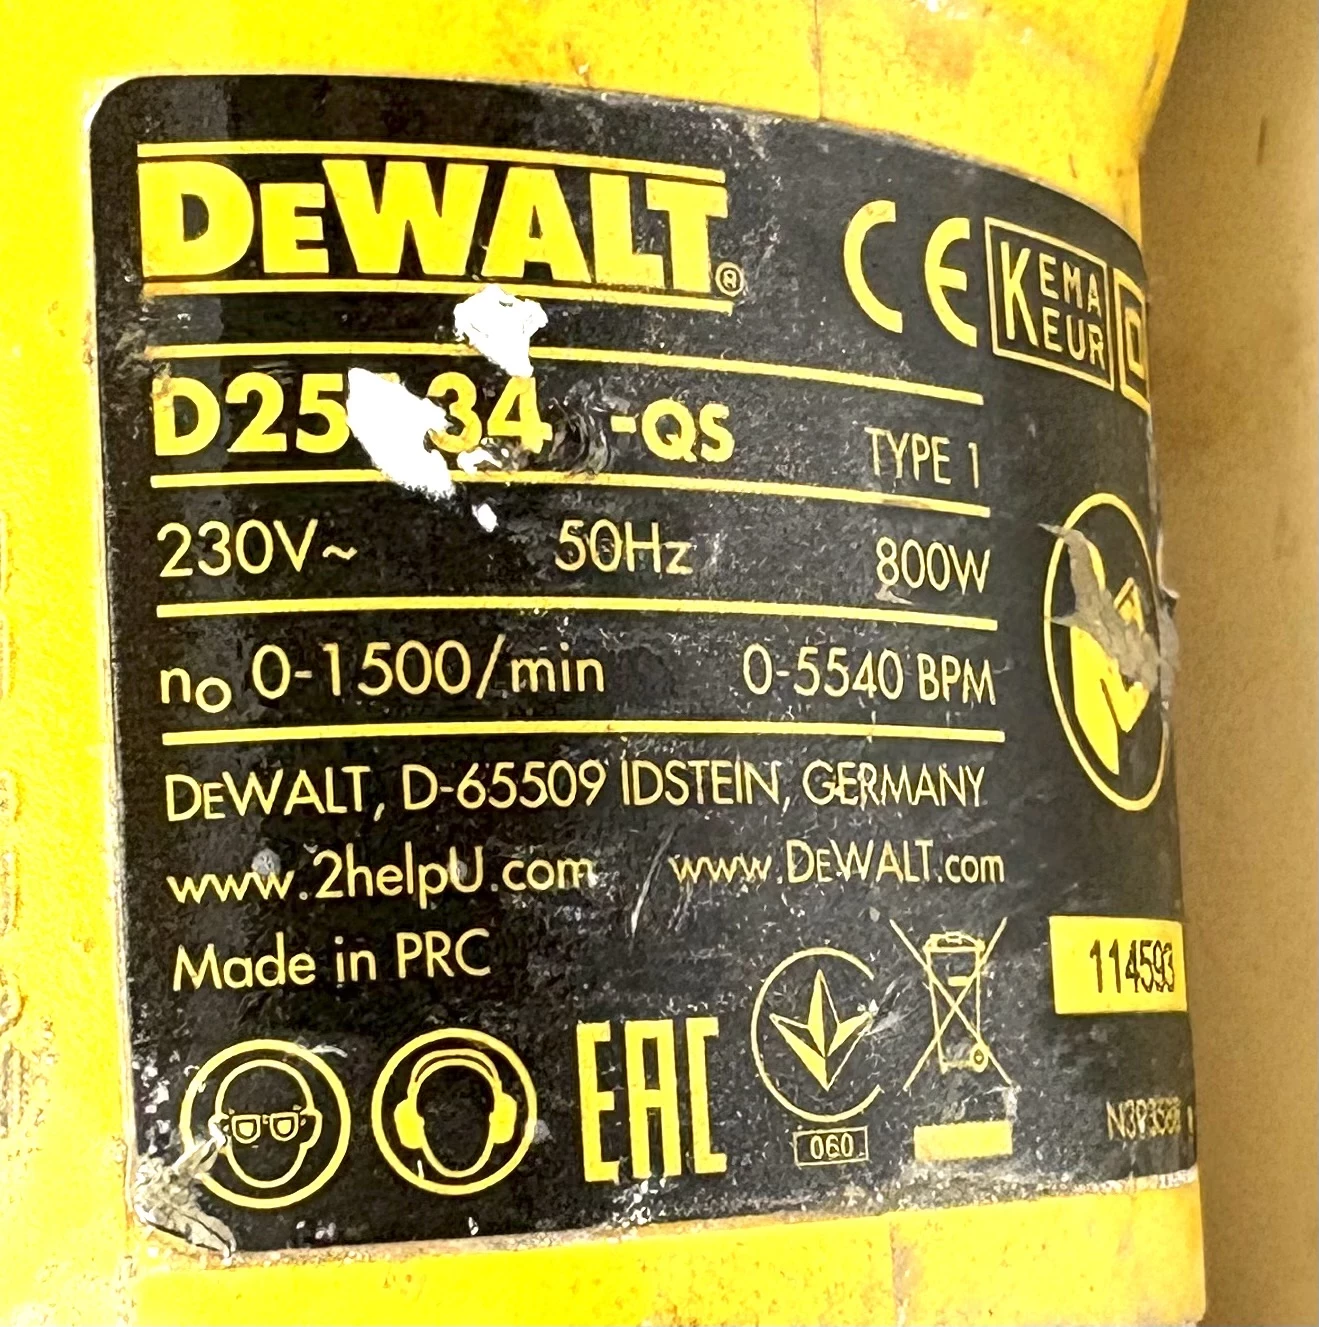 DEWALT®
CE KEMA EUR
-QS TYPE 1
230V~ 50Hz 800W
no 0-1500/min 0-5540 BPM
DEWALT, D-65509 IDSTEIN, GERMANY
www.2helpU.com www.DEWALT.com
Made in PRC
114593
EAC
060